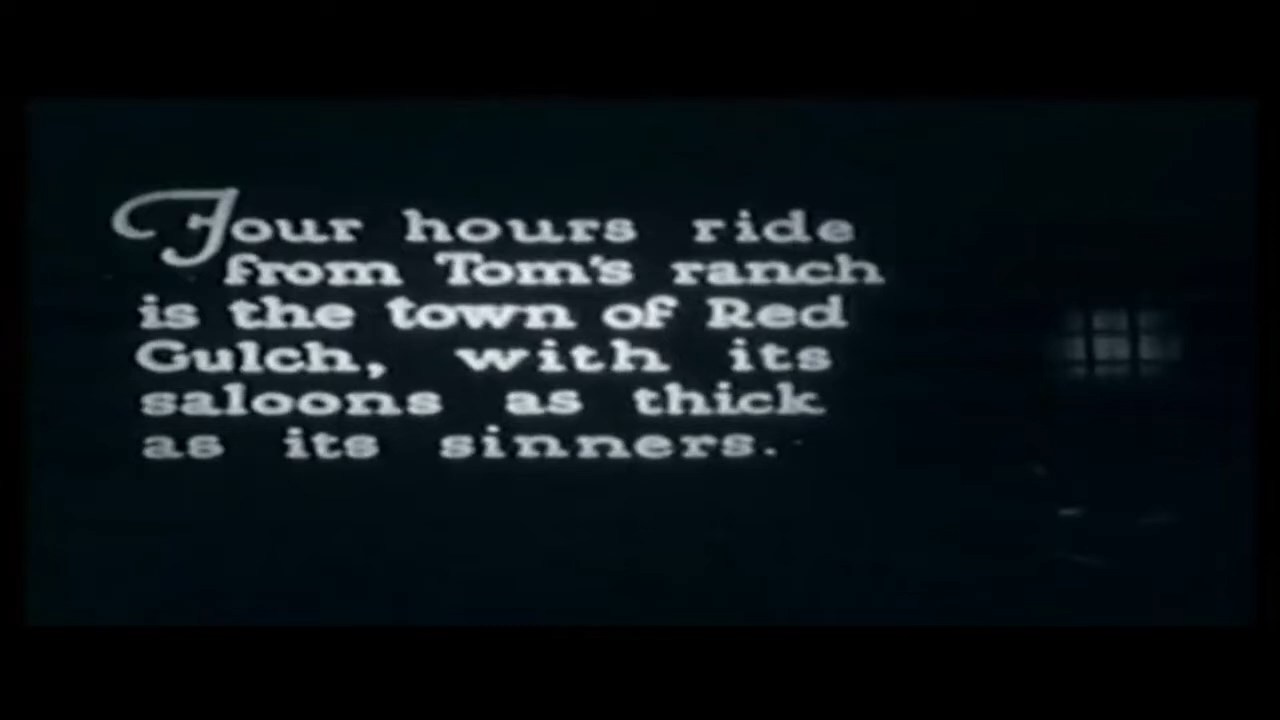 Four hours ride
from Tom's ranch
is the town of Red
Gulch, with its
saloons as thick
as its sinners.